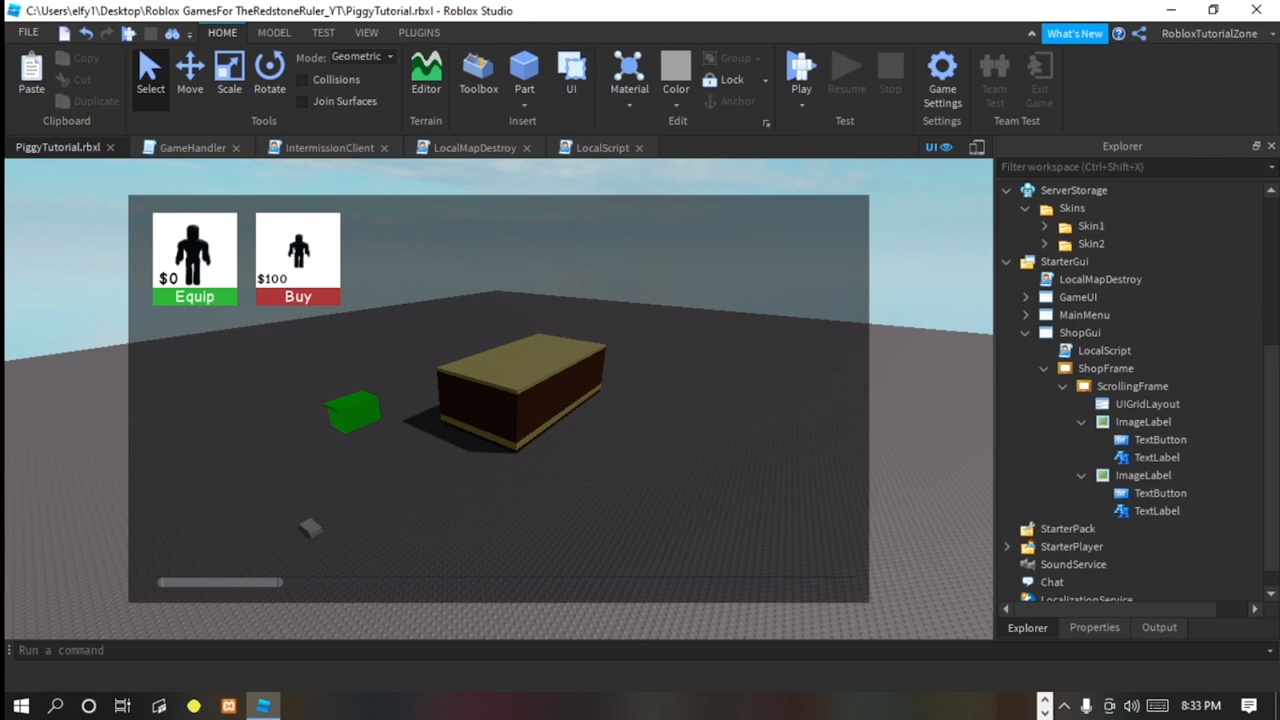 C:\Users\elfy1\Desktop\Roblox GamesFor TheRedstoneRuler_YT\PiggyTutorial.rbxl - Roblox Studio
FILE HOME MODEL TEST VIEW PLUGINS What's New RobloxTutorialZone
Paste Copy Cut Duplicate
Clipboard
Select Move Scale Rotate
Mode: Geometric
Collisions
Join Surfaces
Tools
Editor
Terrain
Toolbox Part UI
Insert
Material Color
Group
Lock
Anchor
Edit
Play Resume Stop
Test
Game Settings
Settings
Team Test
Exit Game
Team Test
PiggyTutorial.rbxl GameHandler IntermissionClient LocalMapDestroy LocalScript UI
$0
Equip
$100
Buy
Explorer
Filter workspace (Ctrl+Shift+X)
ServerStorage
Skins
Skin1
Skin2
StarterGui
LocalMapDestroy
GameUI
MainMenu
ShopGui
LocalScript
ShopFrame
ScrollingFrame
UIGridLayout
ImageLabel
TextButton
TextLabel
ImageLabel
TextButton
TextLabel
StarterPack
StarterPlayer
SoundService
Chat
LocalizationService
Explorer Properties Output
Run a command
8:33 PM